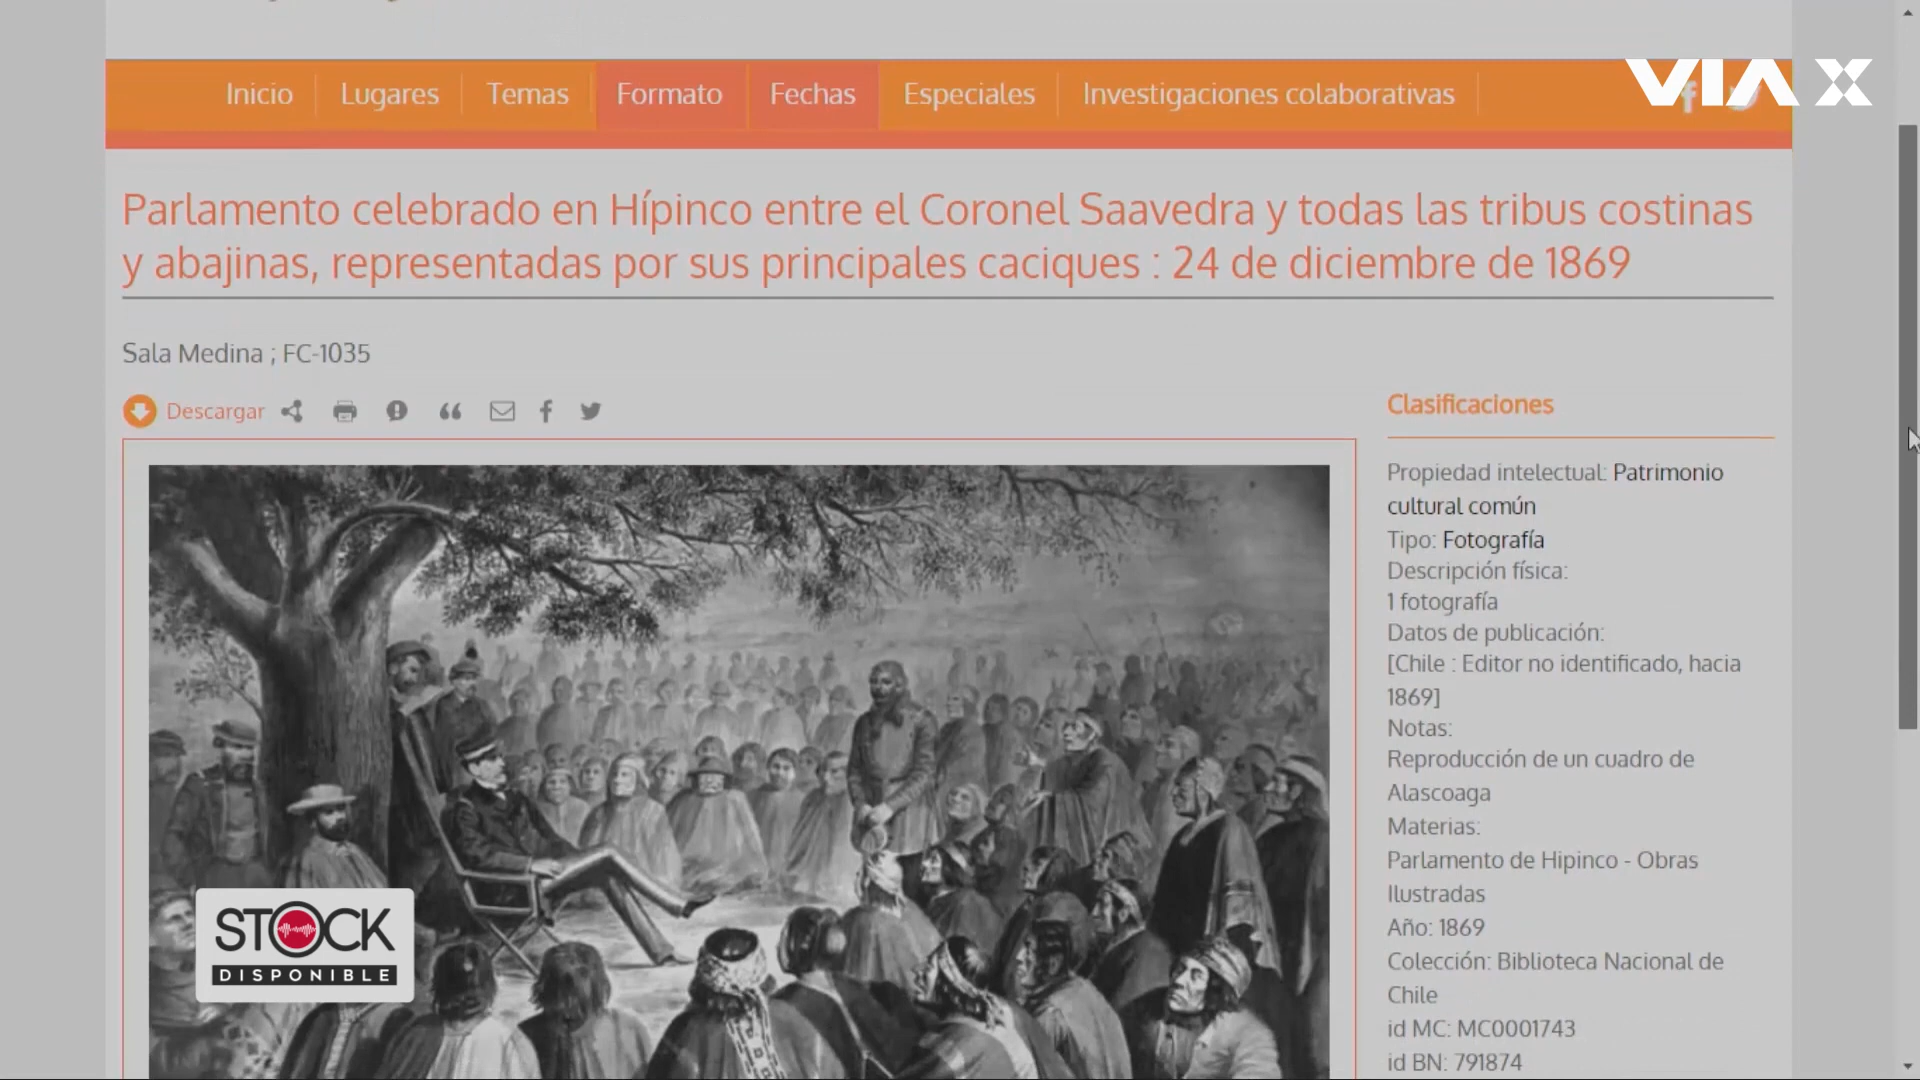 VIA X
Inicio Lugares Temas Formato Fechas Especiales Investigaciones colaborativas
Parlamento celebrado en Hípinco entre el Coronel Saavedra y todas las tribus costinas
y abajinas, representadas por sus principales caciques : 24 de diciembre de 1869
Sala Medina ; FC-1035
Descargar
Clasificaciones
Propiedad intelectual: Patrimonio
cultural común
Tipo: Fotografía
Descripción física:
1 fotografía
Datos de publicación:
[Chile : Editor no identificado, hacia
1869]
Notas:
Reproducción de un cuadro de
Alascoaga
Materias:
Parlamento de Hipinco - Obras
Ilustradas
Año: 1869
Colección: Biblioteca Nacional de
Chile
id MC: MC0001743
id BN: 791874
STOCK
DISPONIBLE